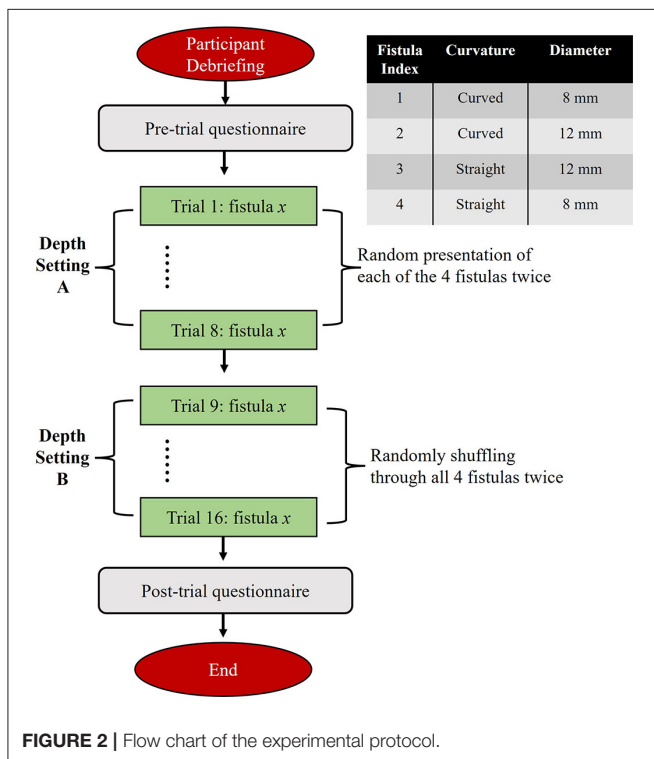 Participant
Debriefing
Fistula Index Curvature Diameter
1 Curved 8 mm
2 Curved 12 mm
3 Straight 12 mm
4 Straight 8 mm
Pre-trial questionnaire
Trial 1: fistula x
Depth
Setting
A
Random presentation of
each of the 4 fistulas twice
Trial 8: fistula x
Trial 9: fistula x
Depth
Setting
B
Randomly shuffling
through all 4 fistulas twice
Trial 16: fistula x
Post-trial questionnaire
End
FIGURE 2 | Flow chart of the experimental protocol.